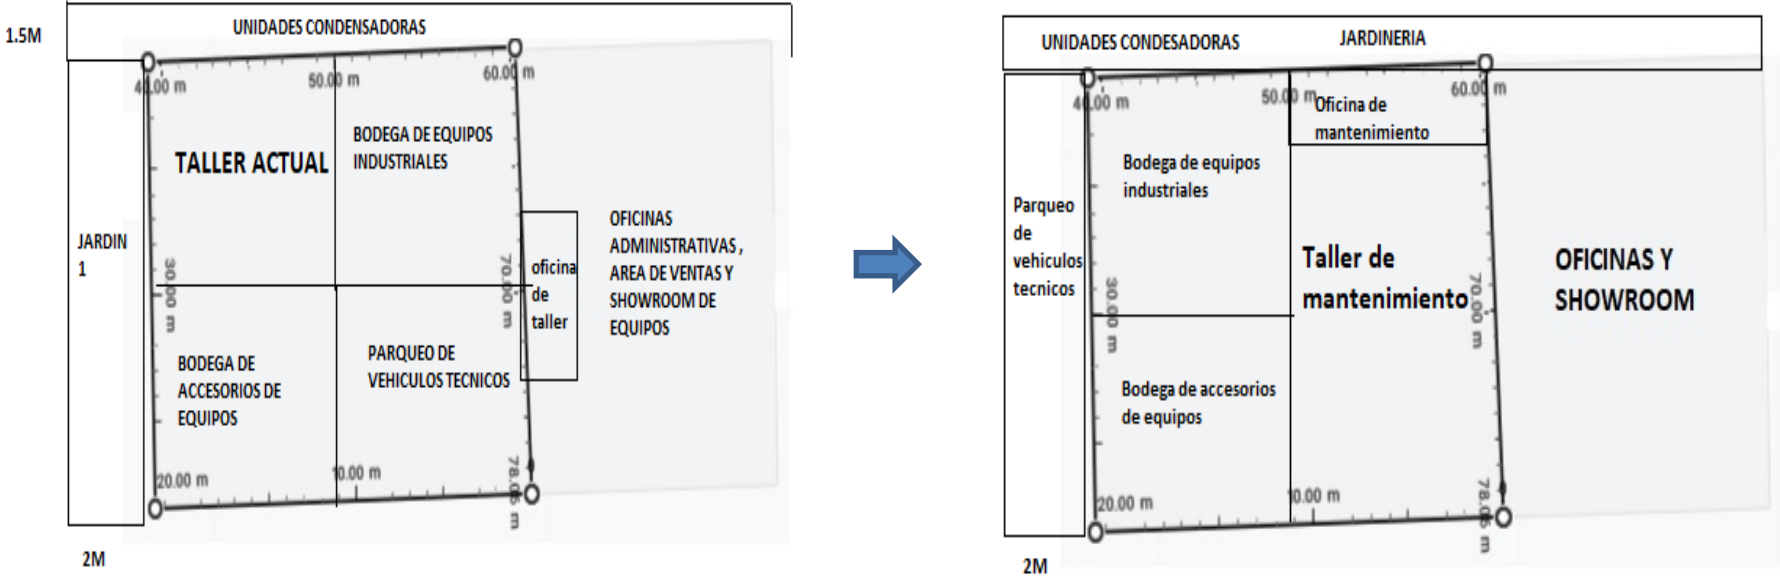 1.5M
UNIDADES CONDENSADORAS
40.00 m
50.00 m
60.00 m
TALLER ACTUAL
BODEGA DE EQUIPOS
INDUSTRIALES
JARDIN
1
30.00 m
70.00 m
oficina
de
taller
OFICINAS
ADMINISTRATIVAS ,
AREA DE VENTAS Y
SHOWROOM DE
EQUIPOS
BODEGA DE
ACCESORIOS DE
EQUIPOS
PARQUEO DE
VEHICULOS TECNICOS
20.00 m
10.00 m
78.06 m
2M
UNIDADES CONDESADORAS
JARDINERIA
40.00 m
50.00 m
60.00 m
Oficina de
mantenimiento
Bodega de equipos
industriales
Parqueo
de
vehiculos
tecnicos
30.00 m
Taller de
mantenimiento
70.00 m
OFICINAS Y
SHOWROOM
Bodega de accesorios
de equipos
20.00 m
10.00 m
78.06 m
2M